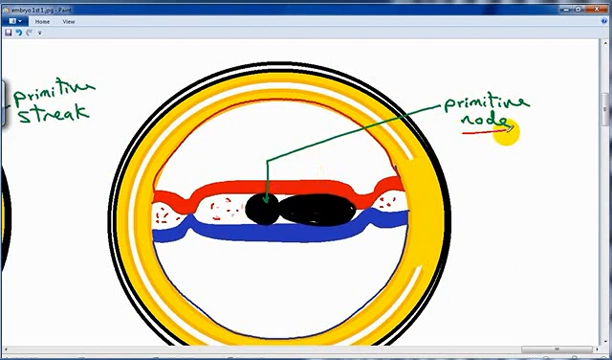 embryo 1st 1.jpg - Paint
Home View
primitive
streak
primitive
node